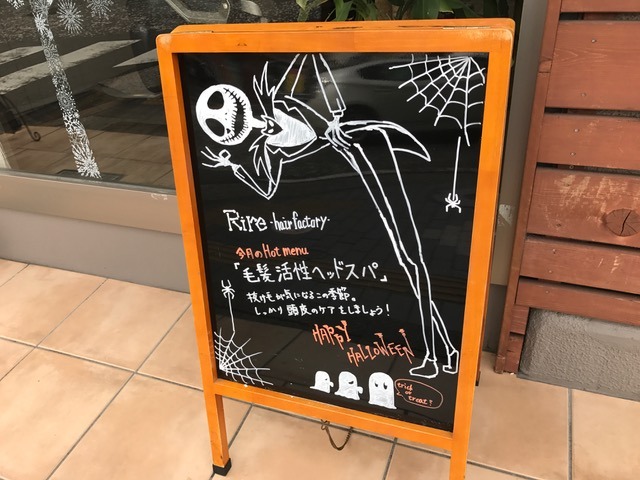 Rire -hair factory-
今月のHot menu
「毛髪活性ヘッドスパ」
抜け毛が気になるこの季節。
しっかり頭皮のケアをしましょう!
HAPPY
HALLOWEEN
trick
or
treat?